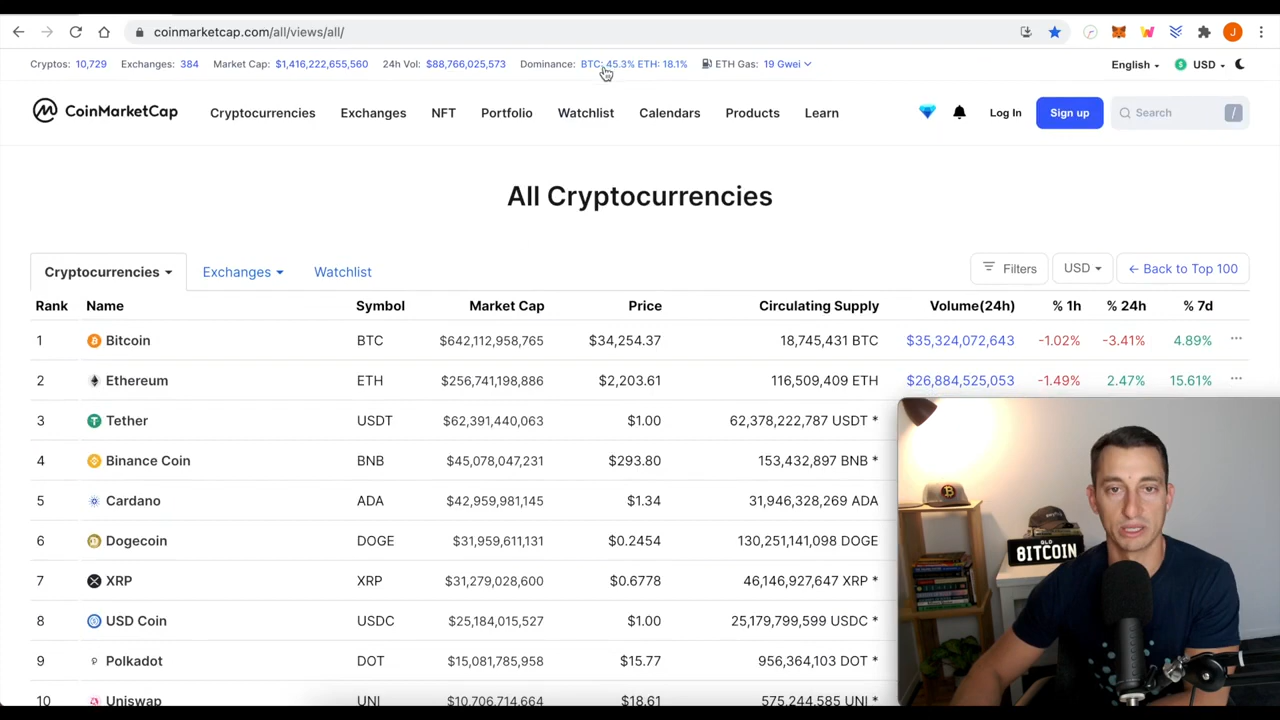 coinmarketcap.com/all/views/all/
J
Cryptos: 10,729 Exchanges: 384 Market Cap: $1,416,222,655,560 24h Vol: $88,766,025,573 Dominance: BTC: 45.3% ETH: 18.1% ETH Gas: 19 Gwei English USD
CoinMarketCap Cryptocurrencies Exchanges NFT Portfolio Watchlist Calendars Products Learn Log In Sign up Search /
All Cryptocurrencies
Cryptocurrencies Exchanges Watchlist Filters USD ← Back to Top 100
Rank Name Symbol Market Cap Price Circulating Supply Volume(24h) % 1h % 24h % 7d
1 Bitcoin BTC $642,112,958,765 $34,254.37 18,745,431 BTC $35,324,072,643 -1.02% -3.41% 4.89% ...
2 Ethereum ETH $256,741,198,886 $2,203.61 116,509,409 ETH $26,884,525,053 -1.49% 2.47% 15.61% ...
3 Tether USDT $62,391,440,063 $1.00 62,378,222,787 USDT *
4 Binance Coin BNB $45,078,047,231 $293.80 153,432,897 BNB *
5 Cardano ADA $42,959,981,145 $1.34 31,946,328,269 ADA
6 Dogecoin DOGE $31,959,611,131 $0.2454 130,251,141,098 DOGE
7 XRP XRP $31,279,028,600 $0.6778 46,146,927,647 XRP *
8 USD Coin USDC $25,184,015,527 $1.00 25,179,799,599 USDC *
9 Polkadot DOT $15,081,785,958 $15.77 956,364,103 DOT *
10 Uniswap UNI $10,706,714,664 $18.61 575,244,585 UNI *
QLD
BITCOIN